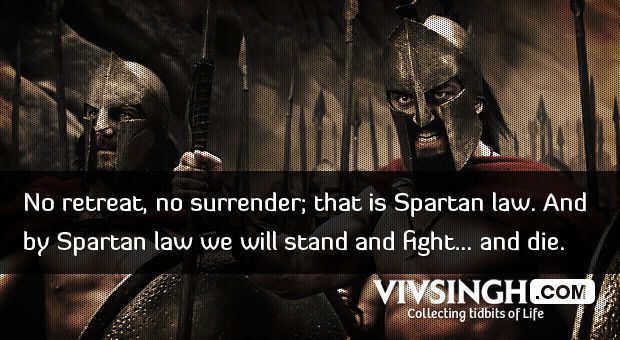 No retreat, no surrender; that is Spartan law. And
by Spartan law we will stand and fight... and die.
VIVSINGH.COM
Collecting tidbits of Life